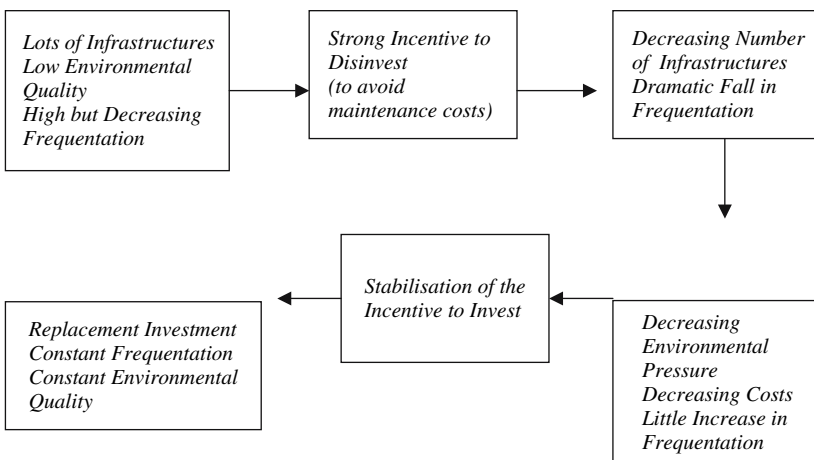 Lots of Infrastructures
Low Environmental
Quality
High but Decreasing
Frequentation
Strong Incentive to
Disinvest
(to avoid
maintenance costs)
Decreasing Number
of Infrastructures
Dramatic Fall in
Frequentation
Decreasing
Environmental
Pressure
Decreasing Costs
Little Increase in
Frequentation
Stabilisation of the
Incentive to Invest
Replacement Investment
Constant Frequentation
Constant Environmental
Quality